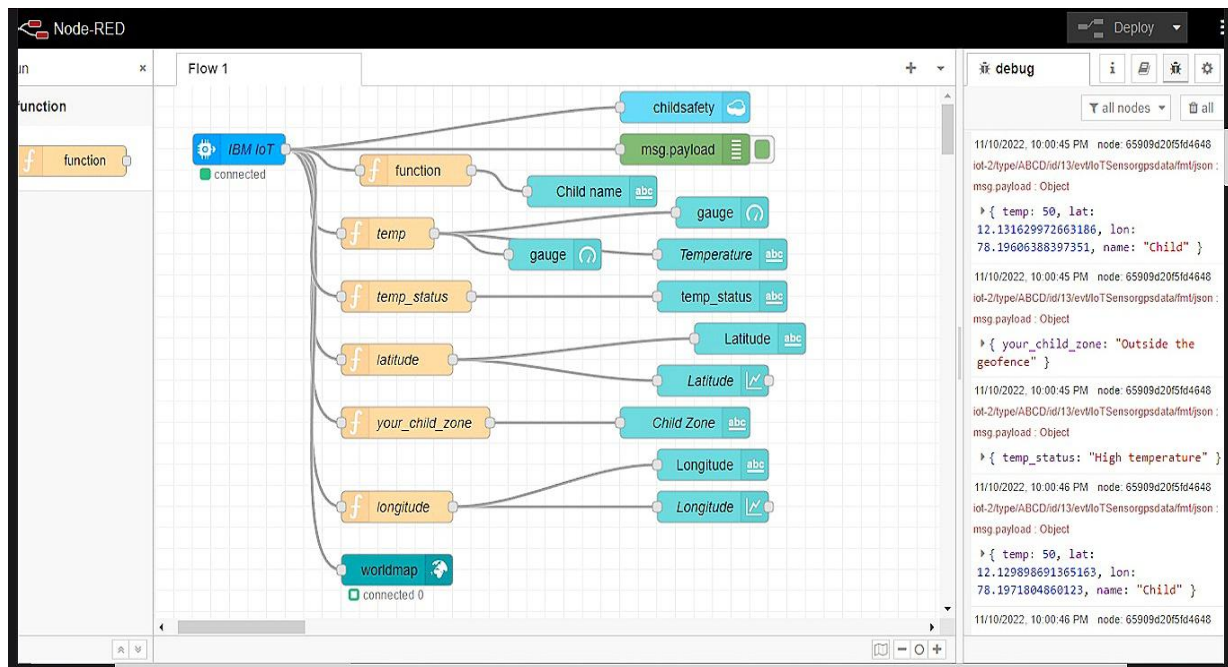 Node-RED
Deploy
un
×
Flow 1
function
function
IBM IoT
connected
function
childsafety
msg.payload
Child name
abc
gauge
temp
gauge
Temperature
abc
temp_status
temp_status
abc
Latitude
abc
latitude
Latitude
your_child_zone
Child Zone
abc
Longitude
abc
longitude
Longitude
worldmap
connected 0
debug
i
all nodes
all
11/10/2022, 10:00:45 PM node: 65909d20f5fd4648
iot-2/type/ABCD/id/13/evt/IoTSensorgpsdata/fmt/json :
msg.payload : Object
{ temp: 50, lat:
12.131629972663186, lon:
78.19606388397351, name: "Child" }
11/10/2022, 10:00:45 PM node: 65909d20f5fd4648
iot-2/type/ABCD/id/13/evt/IoTSensorgpsdata/fmt/json :
msg.payload : Object
{ your_child_zone: "Outside the
geofence" }
11/10/2022, 10:00:45 PM node: 65909d20f5fd4648
iot-2/type/ABCD/id/13/evt/IoTSensorgpsdata/fmt/json :
msg.payload : Object
{ temp_status: "High temperature" }
11/10/2022, 10:00:46 PM node: 65909d20f5fd4648
iot-2/type/ABCD/id/13/evt/IoTSensorgpsdata/fmt/json :
msg.payload : Object
{ temp: 50, lat:
12.129898691365163, lon:
78.1971804860123, name: "Child" }
11/10/2022, 10:00:46 PM node: 65909d20f5fd4648